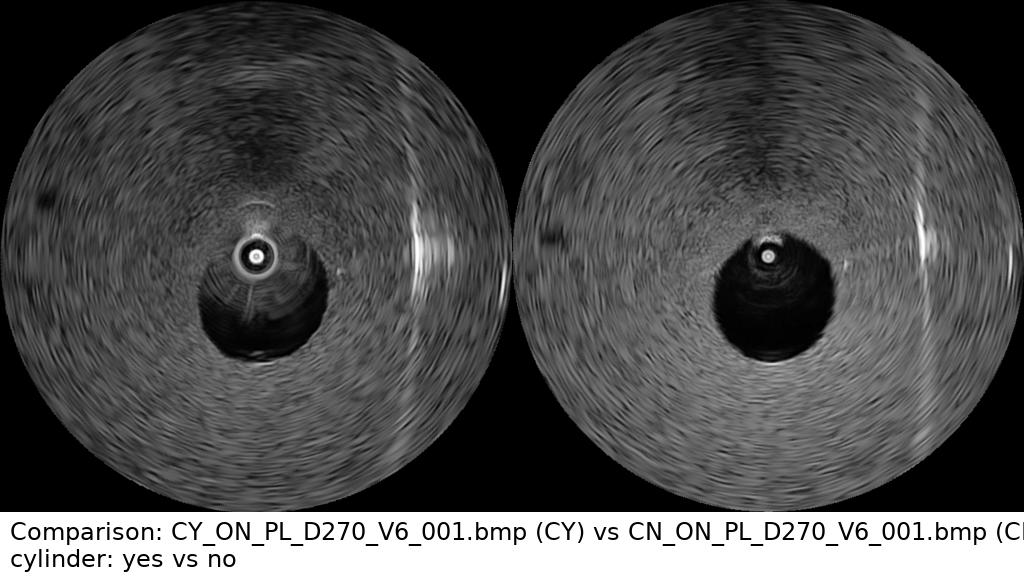 Comparison: CY_ON_PL_D270_V6_001.bmp (CY) vs CN_ON_PL_D270_V6_001.bmp
cylinder: yes vs no